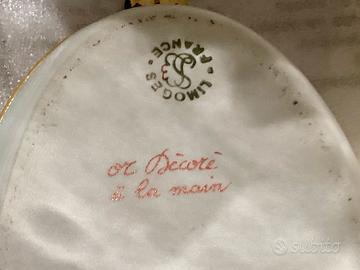 LIMOGES
FRANCE
or Décoré
à la main
subito